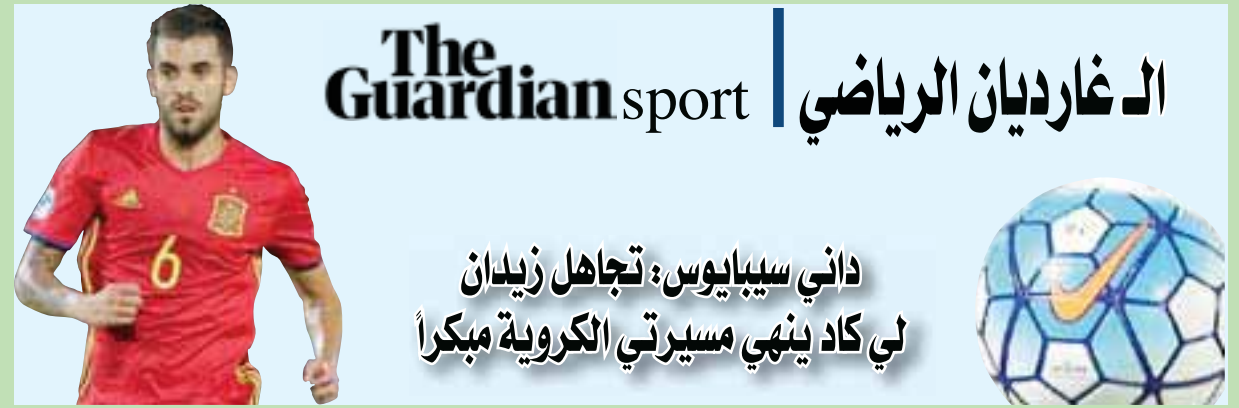 The
Guardian sport | الـ غارديان الرياضي
داني سيبايوس: تجاهل زيدان
لي كاد ينهي مسيرتي الكروية مبكراً
6